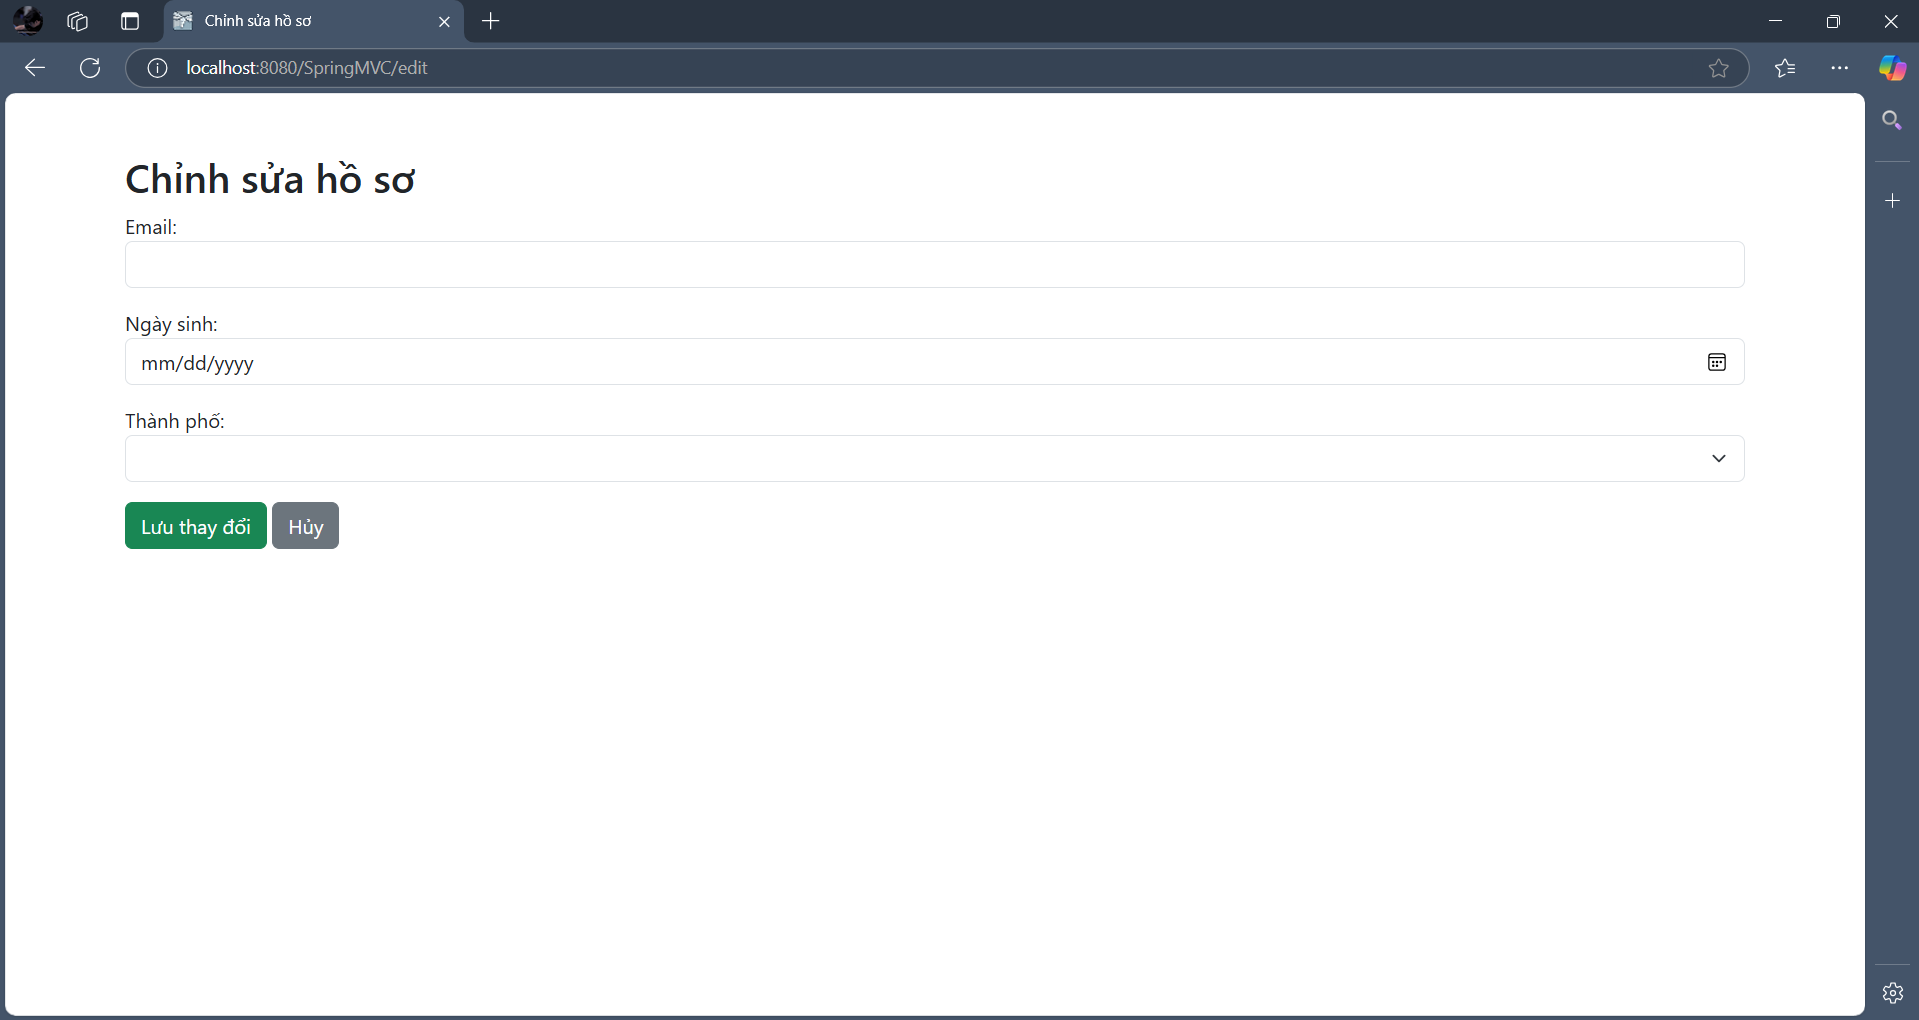 Chỉnh sửa hồ sơ
localhost:8080/SpringMVC/edit
Chỉnh sửa hồ sơ
Email:
Ngày sinh:
mm/dd/yyyy
Thành phố:
Lưu thay đổi Hủy